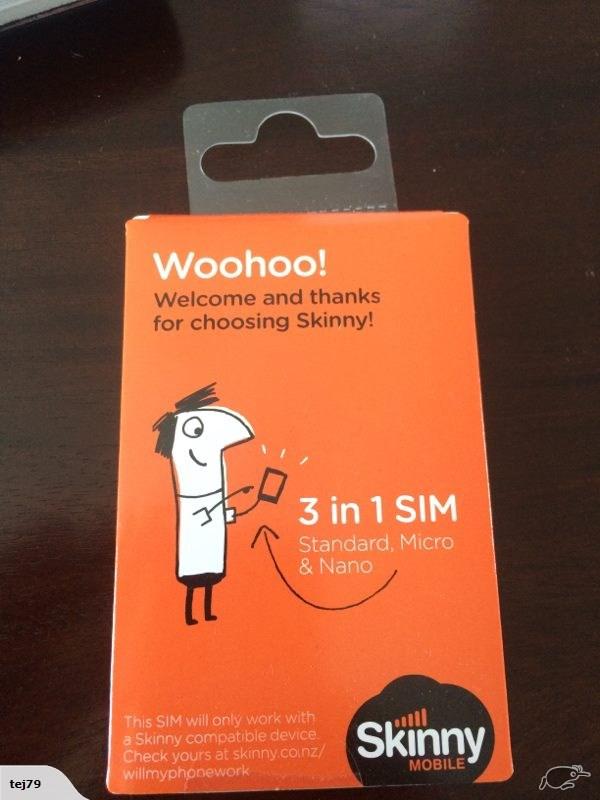 Woohoo!
Welcome and thanks
for choosing Skinny!
3 in 1 SIM
Standard, Micro
& Nano
This SIM will only work with
a Skinny compatible device.
Check yours at skinny.co.nz/
willmyphonework
Skinny
MOBILE
tej79